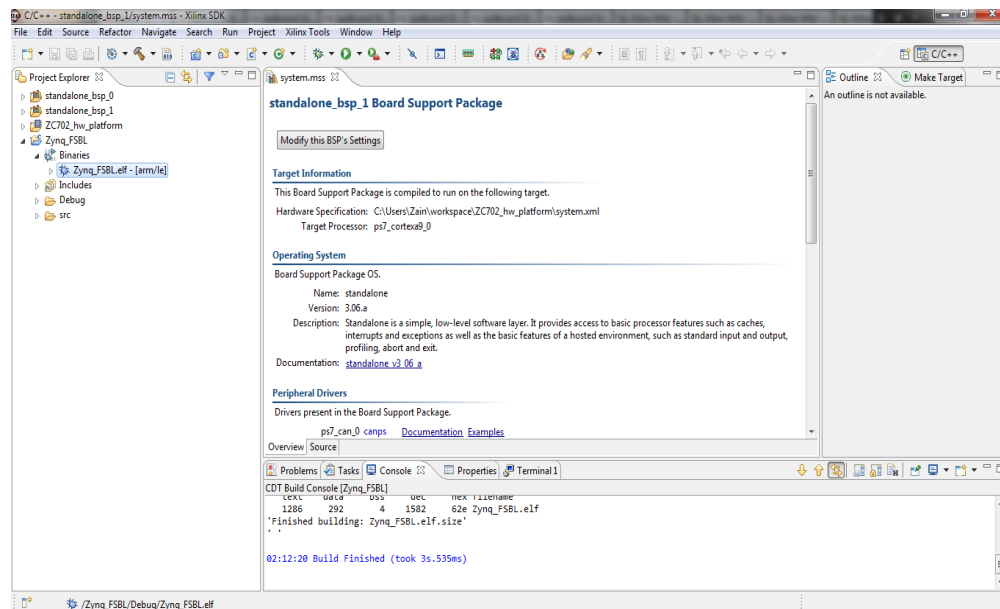 C/C++ - standalone_bsp_1/system.mss - Xilinx SDK
File Edit Source Refactor Navigate Search Run Project Xilinx Tools Window Help
C/C++
Project Explorer
standalone_bsp_0
standalone_bsp_1
ZC702_hw_platform
Zynq_FSBL
Binaries
Zynq_FSBL.elf - [arm/le]
Includes
Debug
src
system.mss
standalone_bsp_1 Board Support Package
Modify this BSP's Settings
Target Information
This Board Support Package is compiled to run on the following target.
Hardware Specification: C:\Users\Zain\workspace\ZC702_hw_platform\system.xml
Target Processor: ps7_cortexa9_0
Operating System
Board Support Package OS.
Name: standalone
Version: 3.06.a
Description: Standalone is a simple, low-level software layer. It provides access to basic processor features such as caches,
interrupts and exceptions as well as the basic features of a hosted environment, such as standard input and output,
profiling, abort and exit.
Documentation: standalone_v3_06_a
Peripheral Drivers
Drivers present in the Board Support Package.
ps7_can_0 canps Documentation Examples
Overview Source
Outline Make Target
An outline is not available.
Problems Tasks Console Properties Terminal 1
CDT Build Console [Zynq_FSBL]
text data bss dec hex filename
1286 292 4 1582 62e Zynq_FSBL.elf
'Finished building: Zynq_FSBL.elf.size'
' '
02:12:20 Build Finished (took 3s.535ms)
/Zynq_FSBL/Debug/Zynq_FSBL.elf